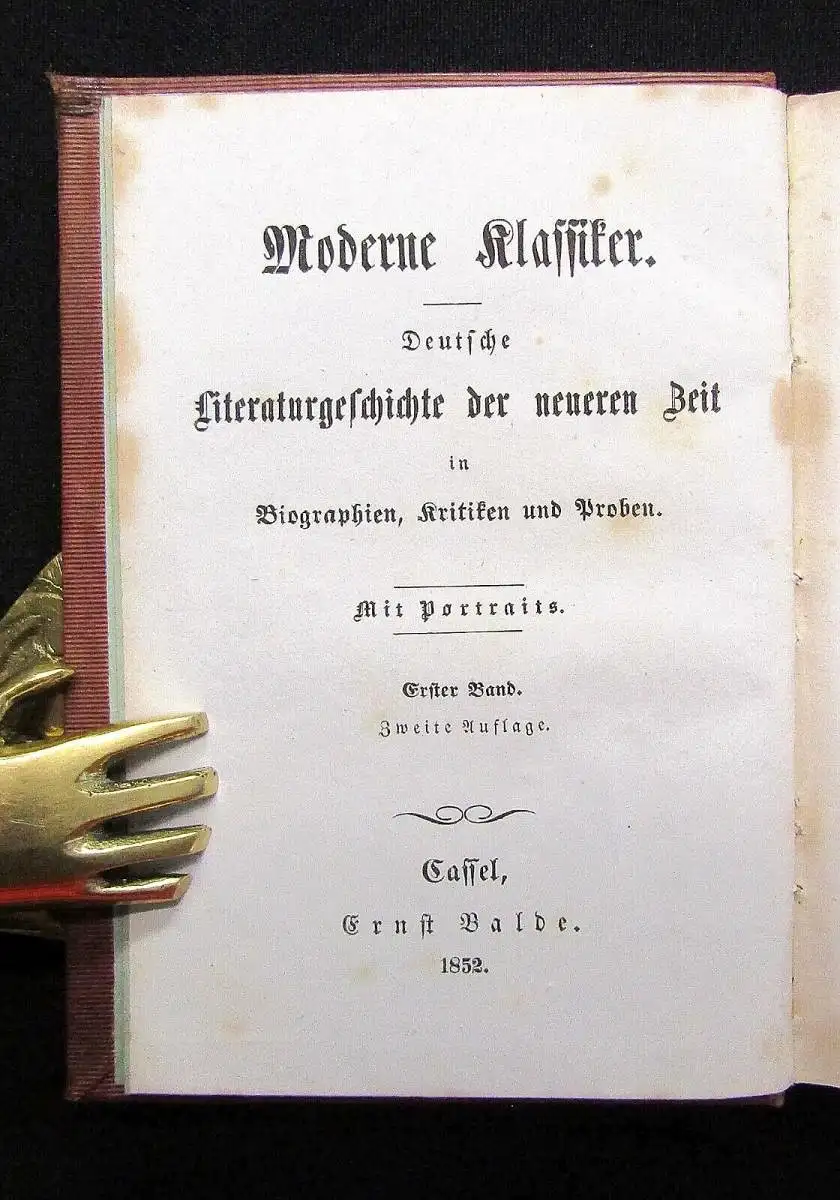 Moderne Klassiker.
Deutsche
Literaturgeschichte der neueren Zeit
in
Biographien, Kritiken und Proben.
Mit Portraits.
Erster Band.
Zweite Auflage.
Cassel,
Ernst Balde.
1852.